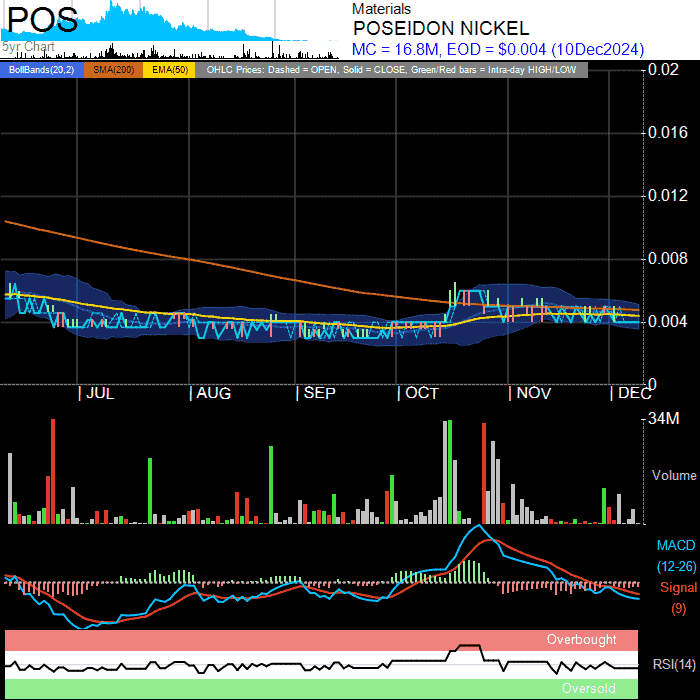 POS
5yr Chart
Materials
POSEIDON NICKEL
MC = 16.8M, EOD = $0.004 (10Dec2024)
BollBands(20,2) SMA(200) EMA(50) OHLC Prices: Dashed = OPEN, Solid = CLOSE, Green/Red bars = Intra-day HIGH/LOW
0.02
0.016
0.012
0.008
0.004
0
JUL AUG SEP OCT NOV DEC
34M
Volume
MACD
(12-26)
Signal
(9)
Overbought
RSI(14)
Oversold